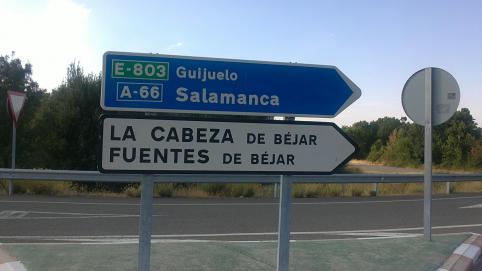 E-803 Guijuelo
A-66 Salamanca
LA CABEZA DE BÉJAR
FUENTES DE BÉJAR